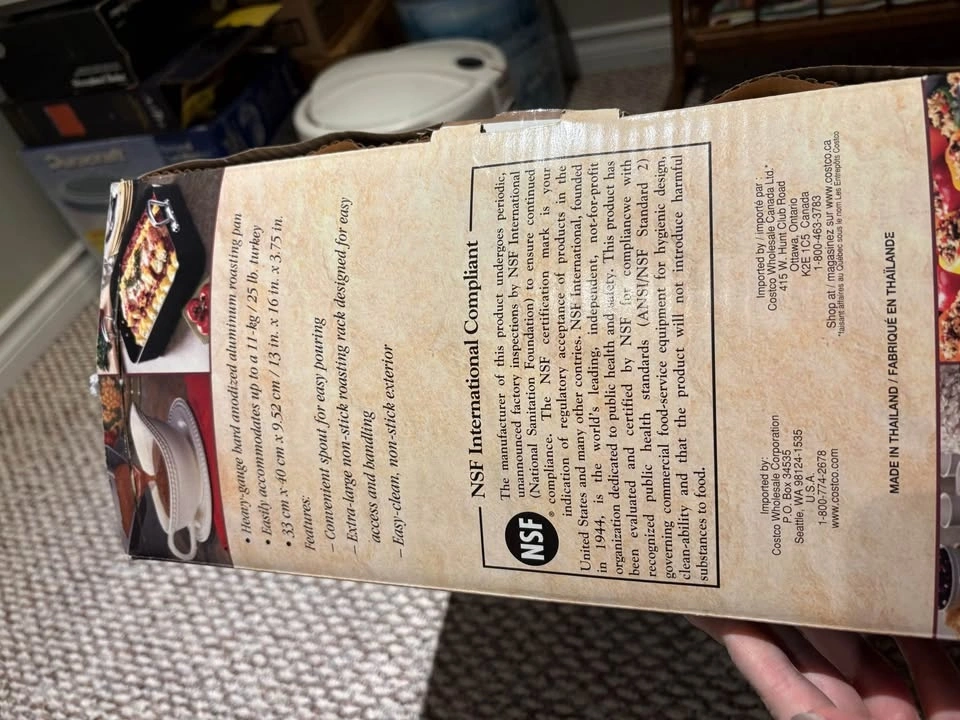 • Heavy-gauge hard anodized aluminum roasting pan
• Easily accommodates up to a 11-kg / 25 lb. turkey
• 33 cm x 40 cm x 9.52 cm / 13 in. x 16 in. x 3.75 in.
Features:
– Convenient spout for easy pouring
– Extra-large non-stick roasting rack designed for easy
access and handling
– Easy-clean, non-stick exterior
NSF International Compliant
NSF®
The manufacturer of this product undergoes periodic,
unannounced factory inspections by NSF International
(National Sanitation Foundation) to ensure continued
compliance. The NSF certification mark is your
indication of regulatory acceptance of products in the
United States and many other contries. NSF International, founded
in 1944, is the world's leading, independent, not-for-profit
organization dedicated to public health and safety. This product has
been evaluated and certified by NSF for compliancwe with
recognized public health standards (ANSI/NSF Standard 2)
governing commercial food-service equipment for hygienic design,
clean-ability and that the product will not introduce harmful
substances to food.
Imported by:
Costco Wholesale Corporation
P.O. Box 34535
Seattle, WA 98124-1535
U.S.A.
1-800-774-2678
www.costco.com
Imported by / Importé par :
Costco Wholesale Canada Ltd.*
415 W. Hunt Club Road
Ottawa, Ontario
K2E 1C5 Canada
1-800-463-3783
Shop at / magasinez sur www.costco.ca
*faisant affaires au Québec sous le nom Les Entrepôts Costco
MADE IN THAILAND / FABRIQUÉ EN THAÏLANDE
Duracraft